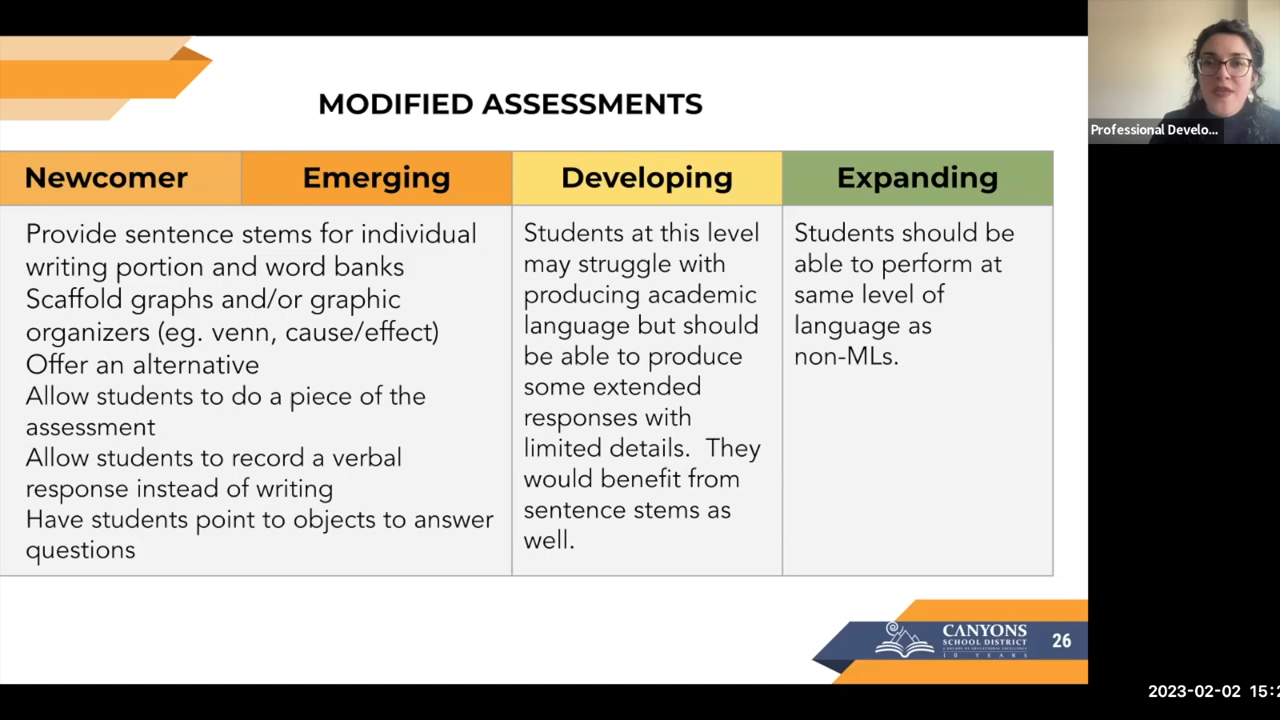 MODIFIED ASSESSMENTS
Newcomer
Emerging
Developing
Expanding
Provide sentence stems for individual
writing portion and word banks
Scaffold graphs and/or graphic
organizers (eg. venn, cause/effect)
Offer an alternative
Allow students to do a piece of the
assessment
Allow students to record a verbal
response instead of writing
Have students point to objects to answer
questions
Students at this level
may struggle with
producing academic
language but should
be able to produce
some extended
responses with
limited details.  They
would benefit from
sentence stems as
well.
Students should be
able to perform at
same level of
language as
non-MLs.
Professional Develo...
CANYONS
SCHOOL DISTRICT
10 YEARS
26
2023-02-02 15:2